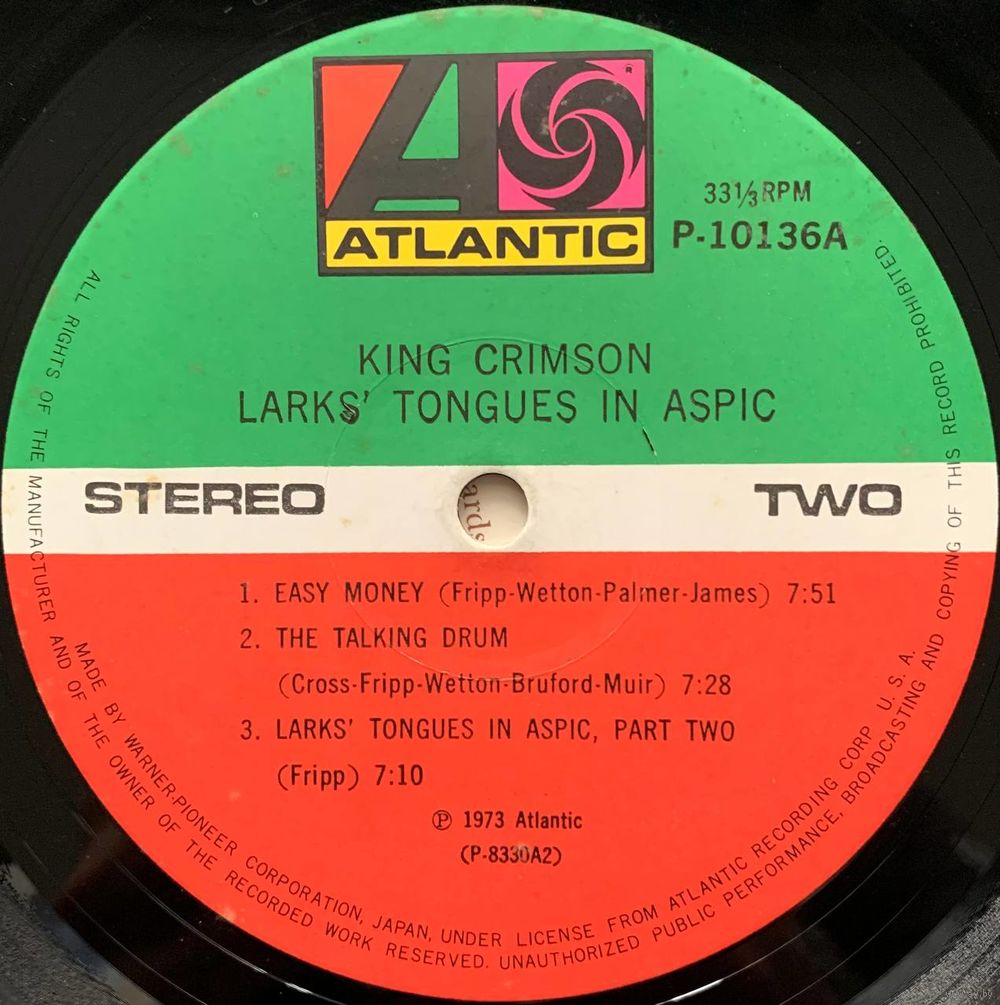 ATLANTIC
®
33⅓ RPM
P-10136A
KING CRIMSON
LARKS' TONGUES IN ASPIC
STEREO
TWO
ards
1. EASY MONEY (Fripp-Wetton-Palmer-James) 7:51
2. THE TALKING DRUM
(Cross-Fripp-Wetton-Bruford-Muir) 7:28
3. LARKS' TONGUES IN ASPIC, PART TWO
(Fripp) 7:10
℗ 1973 Atlantic
(P-8330A2)
MADE BY WARNER-PIONEER CORPORATION, JAPAN, UNDER LICENSE FROM ATLANTIC RECORDING CORP U. S. A.
ALL RIGHTS OF THE MANUFACTURER AND OF THE OWNER OF THE RECORDED WORK RESERVED. UNAUTHORIZED PUBLIC PERFORMANCE, BROADCASTING AND COPYING OF THIS RECORD PROHIBITED.